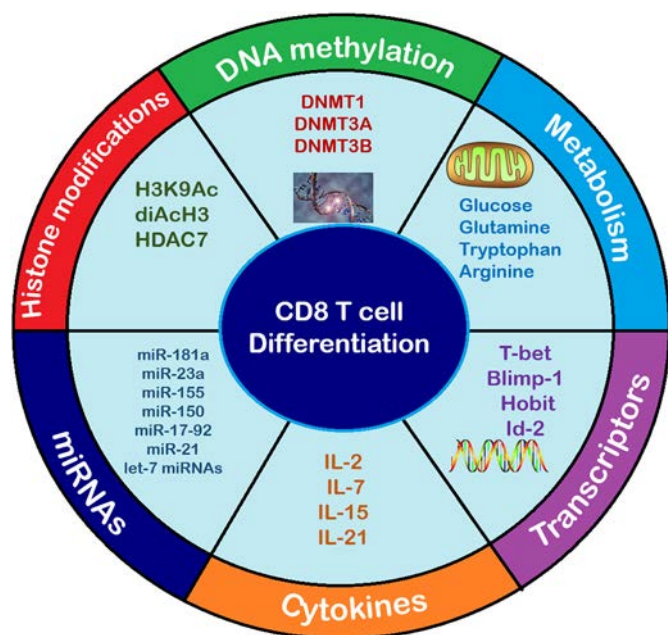 DNA methylation
DNMT1
DNMT3A
DNMT3B
Metabolism
Glucose
Glutamine
Tryptophan
Arginine
Transcriptors
T-bet
Blimp-1
Hobit
Id-2
Cytokines
IL-2
IL-7
IL-15
IL-21
miRNAs
miR-181a
miR-23a
miR-155
miR-150
miR-17-92
miR-21
let-7 miRNAs
Histone modifications
H3K9Ac
diAcH3
HDAC7
CD8 T cell
Differentiation